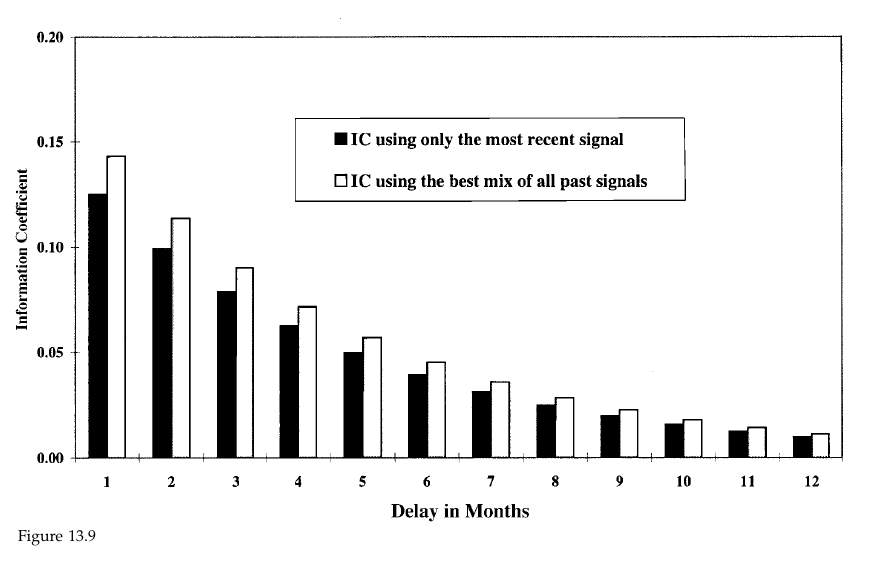 0.20
0.15
0.10
0.05
0.00
Information Coefficient
IC using only the most recent signal
IC using the best mix of all past signals
1 2 3 4 5 6 7 8 9 10 11 12
Delay in Months
Figure 13.9